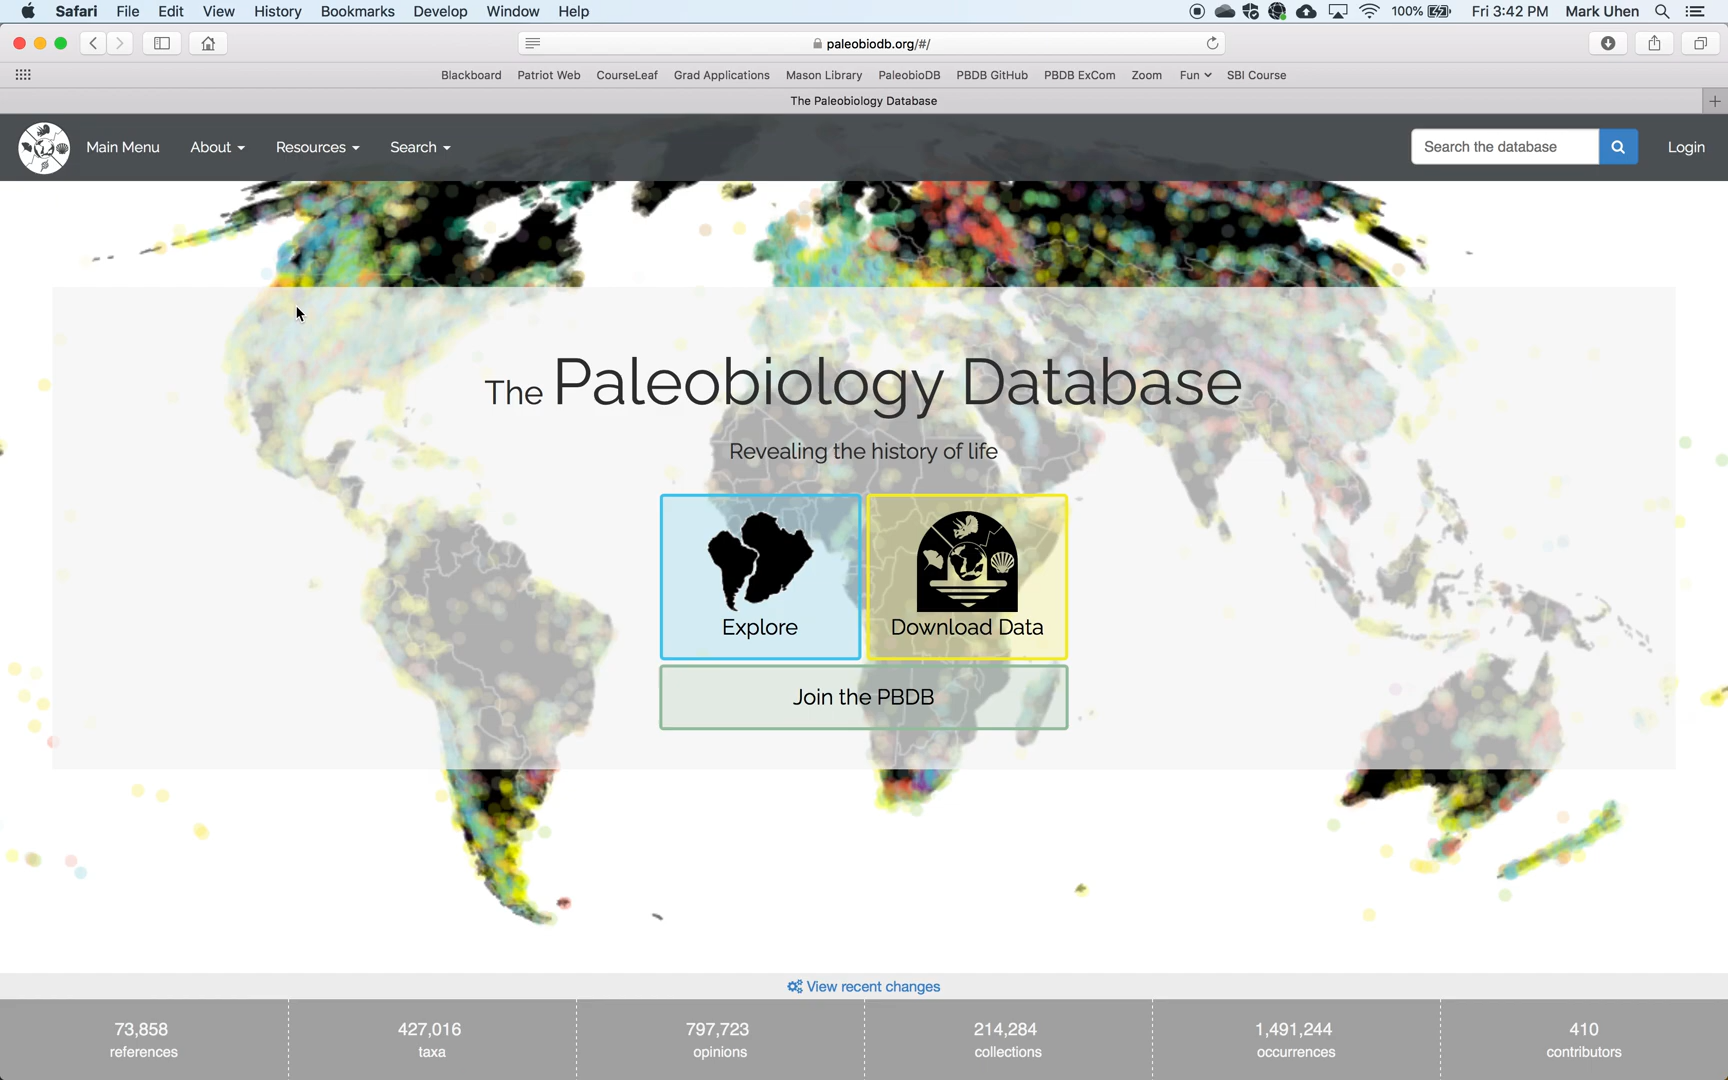 Safari File Edit View History Bookmarks Develop Window Help 100% Fri 3:42 PM Mark Uhen
paleobiodb.org/#/
Blackboard Patriot Web CourseLeaf Grad Applications Mason Library PaleobioDB PBDB GitHub PBDB ExCom Zoom Fun SBI Course
The Paleobiology Database
Main Menu About Resources Search Search the database Login
The Paleobiology Database
Revealing the history of life
Explore Download Data
Join the PBDB
View recent changes
73,858 427,016 797,723 214,284 1,491,244 410
references taxa opinions collections occurrences contributors